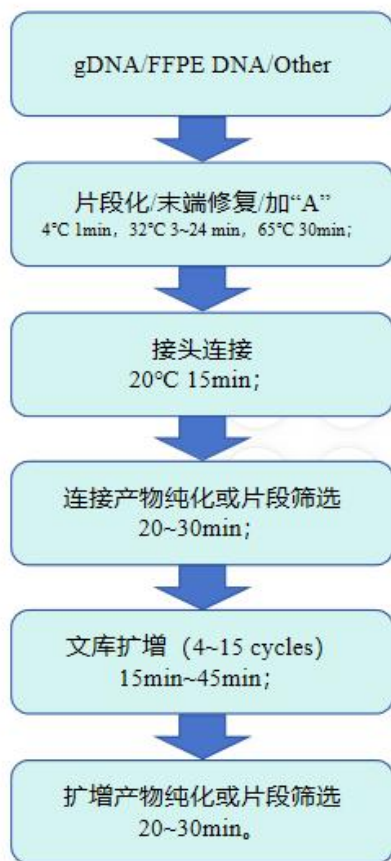 gDNA/FFPE DNA/Other
片段化/末端修复/加“A”
4℃ 1min，32℃ 3~24 min，65℃ 30min；
接头连接
20℃ 15min；
连接产物纯化或片段筛选
20~30min；
文库扩增（4~15 cycles）
15min~45min；
扩增产物纯化或片段筛选
20~30min。